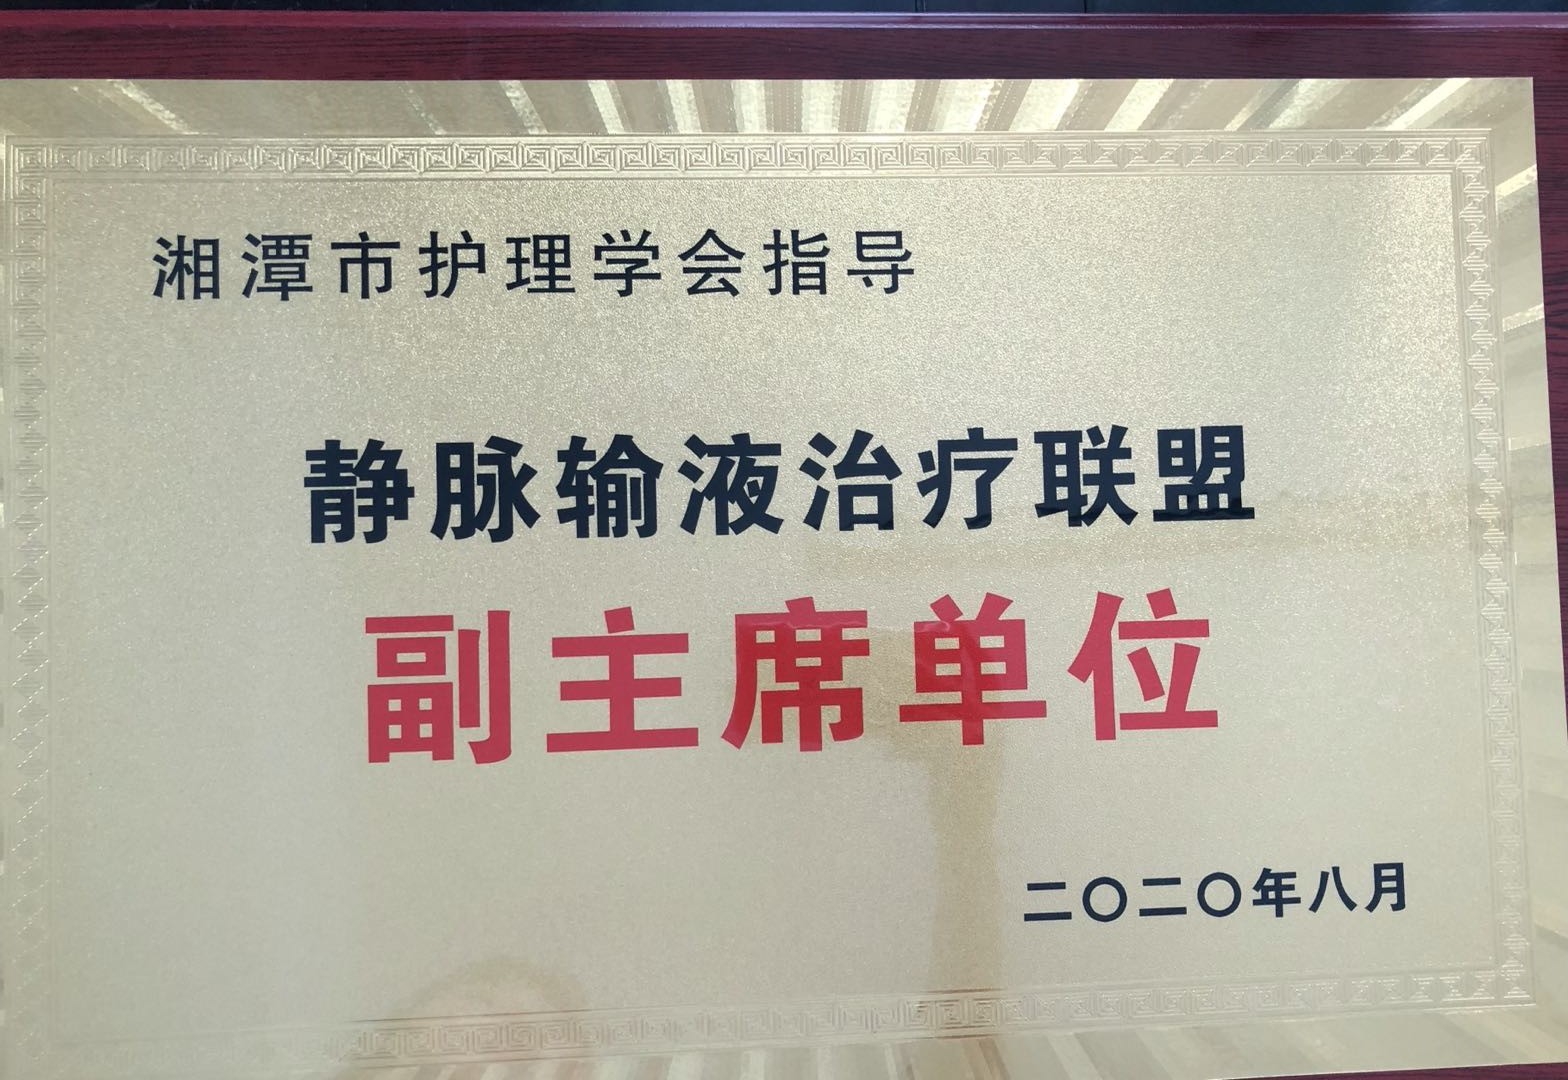 湘潭市护理学会指导
静脉输液治疗联盟
副主席单位
二〇二〇年八月